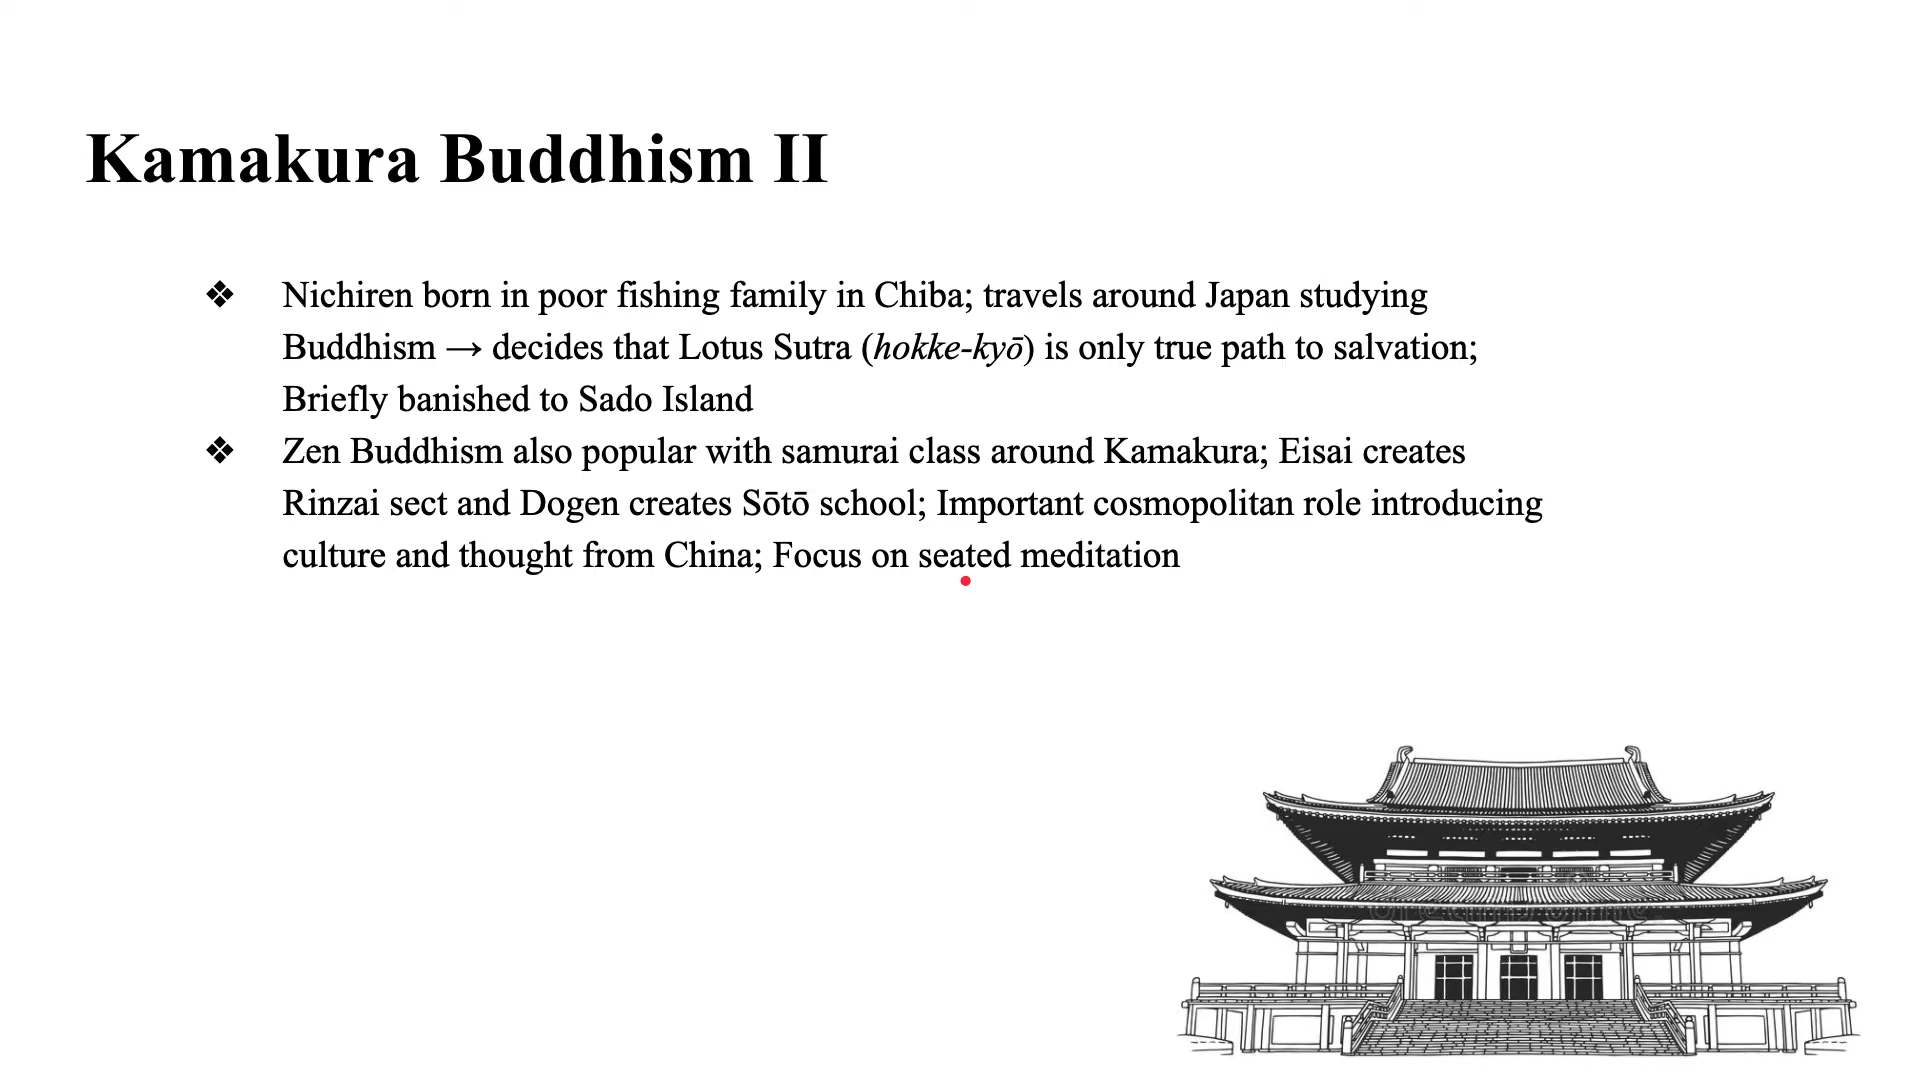 Kamakura Buddhism II
❖ Nichiren born in poor fishing family in Chiba; travels around Japan studying
Buddhism → decides that Lotus Sutra (hokke-kyō) is only true path to salvation;
Briefly banished to Sado Island
❖ Zen Buddhism also popular with samurai class around Kamakura; Eisai creates
Rinzai sect and Dogen creates Sōtō school; Important cosmopolitan role introducing
culture and thought from China; Focus on seated meditation